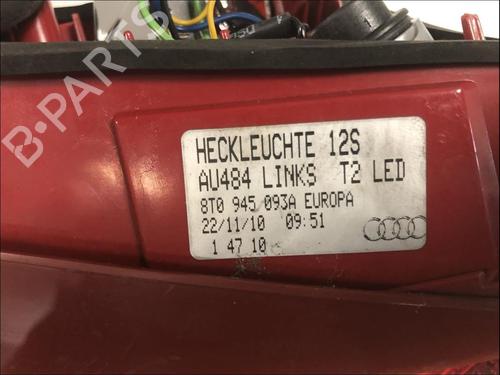 B-PARTS
HECKLEUCHTE 12S
AU484 LINKS T2 LED
8T0 945 093A EUROPA
22/11/10 09:51
1 47 10